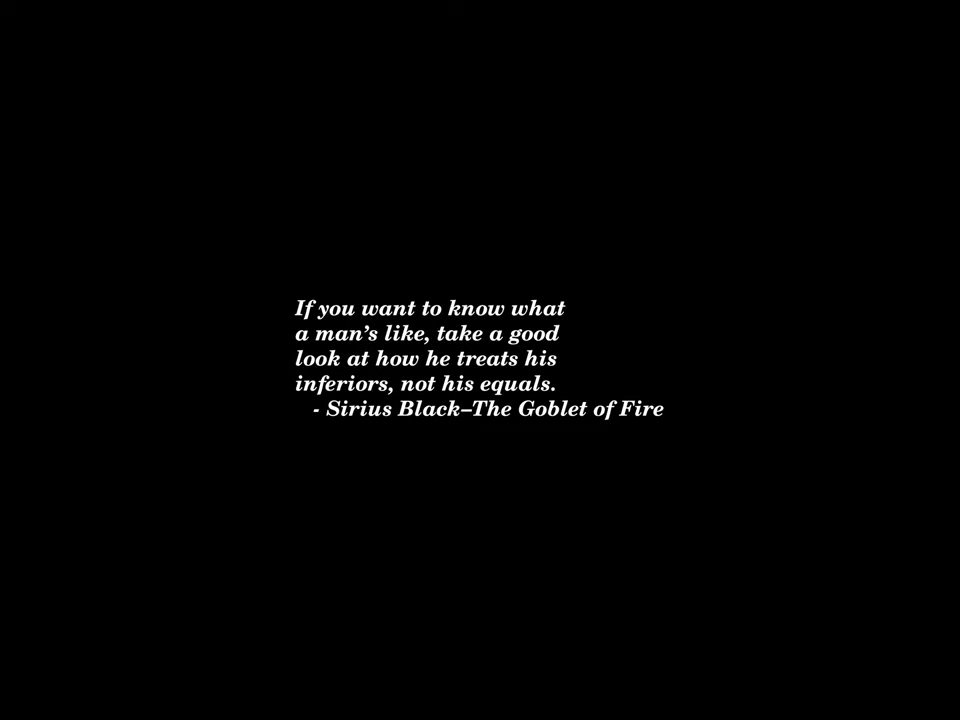 If you want to know what
a man’s like, take a good
look at how he treats his
inferiors, not his equals.
- Sirius Black–The Goblet of Fire